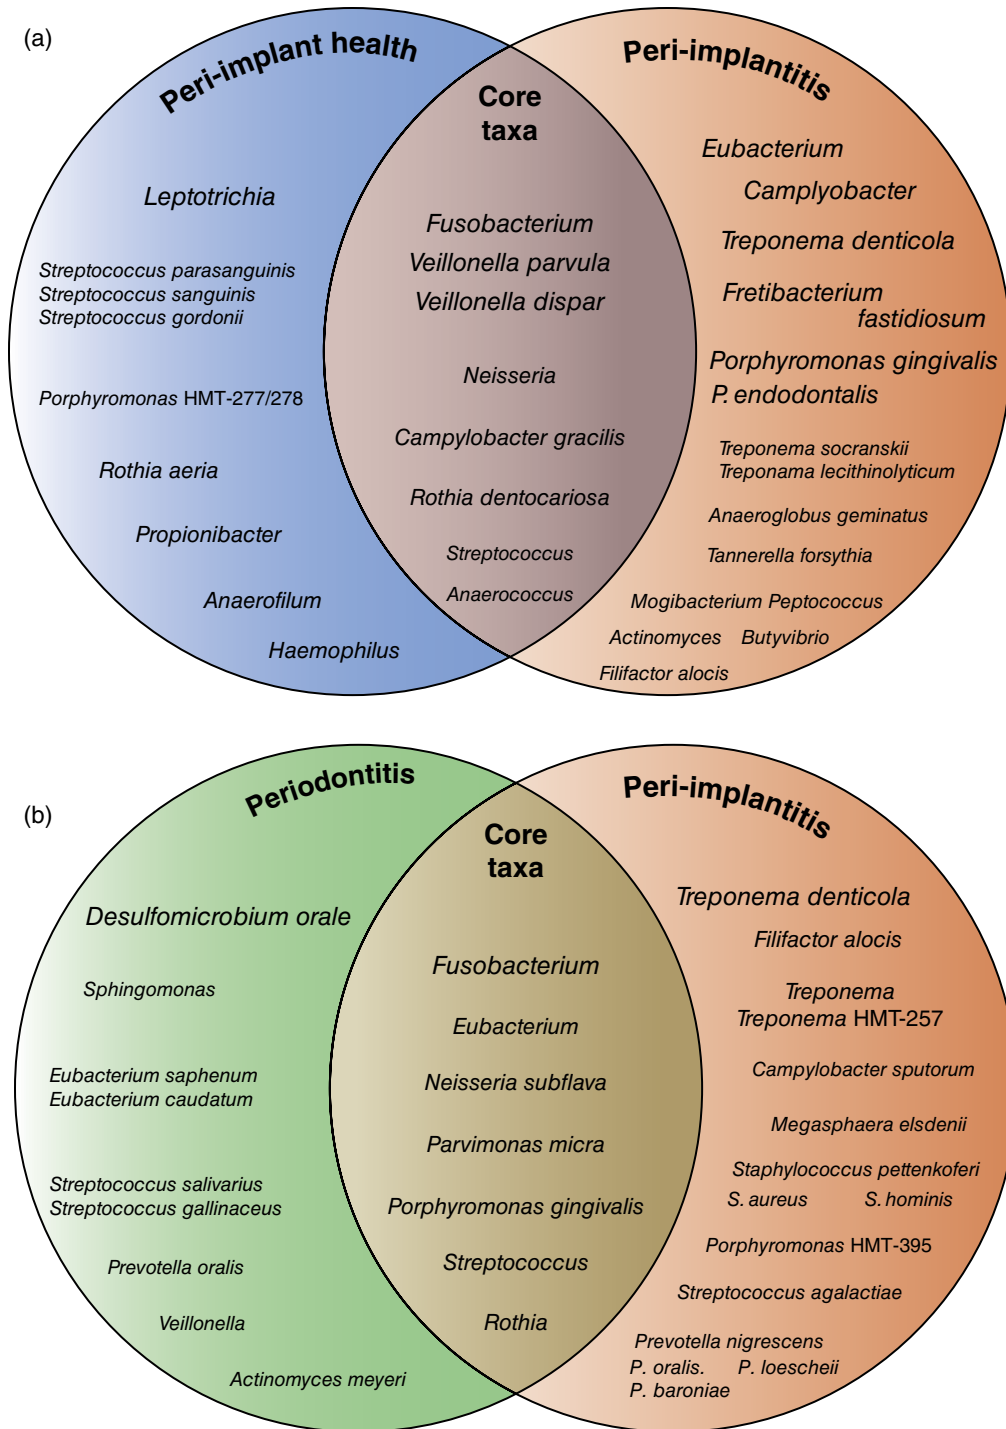 (a)
Peri-implant health
Core
taxa
Peri-implantitis
Leptotrichia
Streptococcus parasanguinis
Streptococcus sanguinis
Streptococcus gordonii
Porphyromonas HMT-277/278
Rothia aeria
Propionibacter
Anaerofilum
Haemophilus
Fusobacterium
Veillonella parvula
Veillonella dispar
Neisseria
Campylobacter gracilis
Rothia dentocariosa
Streptococcus
Anaerococcus
Eubacterium
Camplyobacter
Treponema denticola
Fretibacterium
fastidiosum
Porphyromonas gingivalis
P. endodontalis
Treponema socranskii
Treponama lecithinolyticum
Anaeroglobus geminatus
Tannerella forsythia
Mogibacterium Peptococcus
Actinomyces Butyvibrio
Filifactor alocis
(b)
Periodontitis
Core
taxa
Peri-implantitis
Desulfomicrobium orale
Sphingomonas
Eubacterium saphenum
Eubacterium caudatum
Streptococcus salivarius
Streptococcus gallinaceus
Prevotella oralis
Veillonella
Actinomyces meyeri
Fusobacterium
Eubacterium
Neisseria subflava
Parvimonas micra
Porphyromonas gingivalis
Streptococcus
Rothia
Treponema denticola
Filifactor alocis
Treponema
Treponema HMT-257
Campylobacter sputorum
Megasphaera elsdenii
Staphylococcus pettenkoferi
S. aureus S. hominis
Porphyromonas HMT-395
Streptococcus agalactiae
Prevotella nigrescens
P. oralis. P. loescheii
P. baroniae